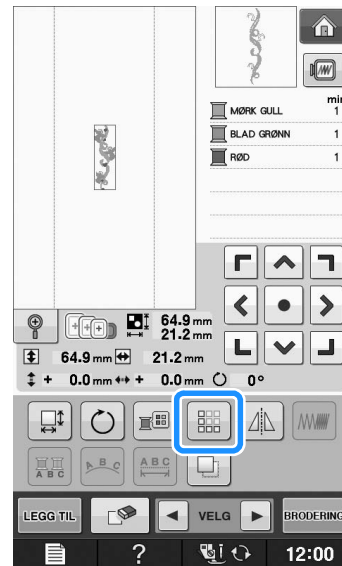 min
MØRK GULL 1
BLAD GRØNN 1
RØD 1
64.9 mm
21.2 mm
64.9 mm 21.2 mm
+ 0.0 mm + 0.0 mm 0°
A B C
A B C
A B C
LEGG TIL VELG BRODERING
? 12:00